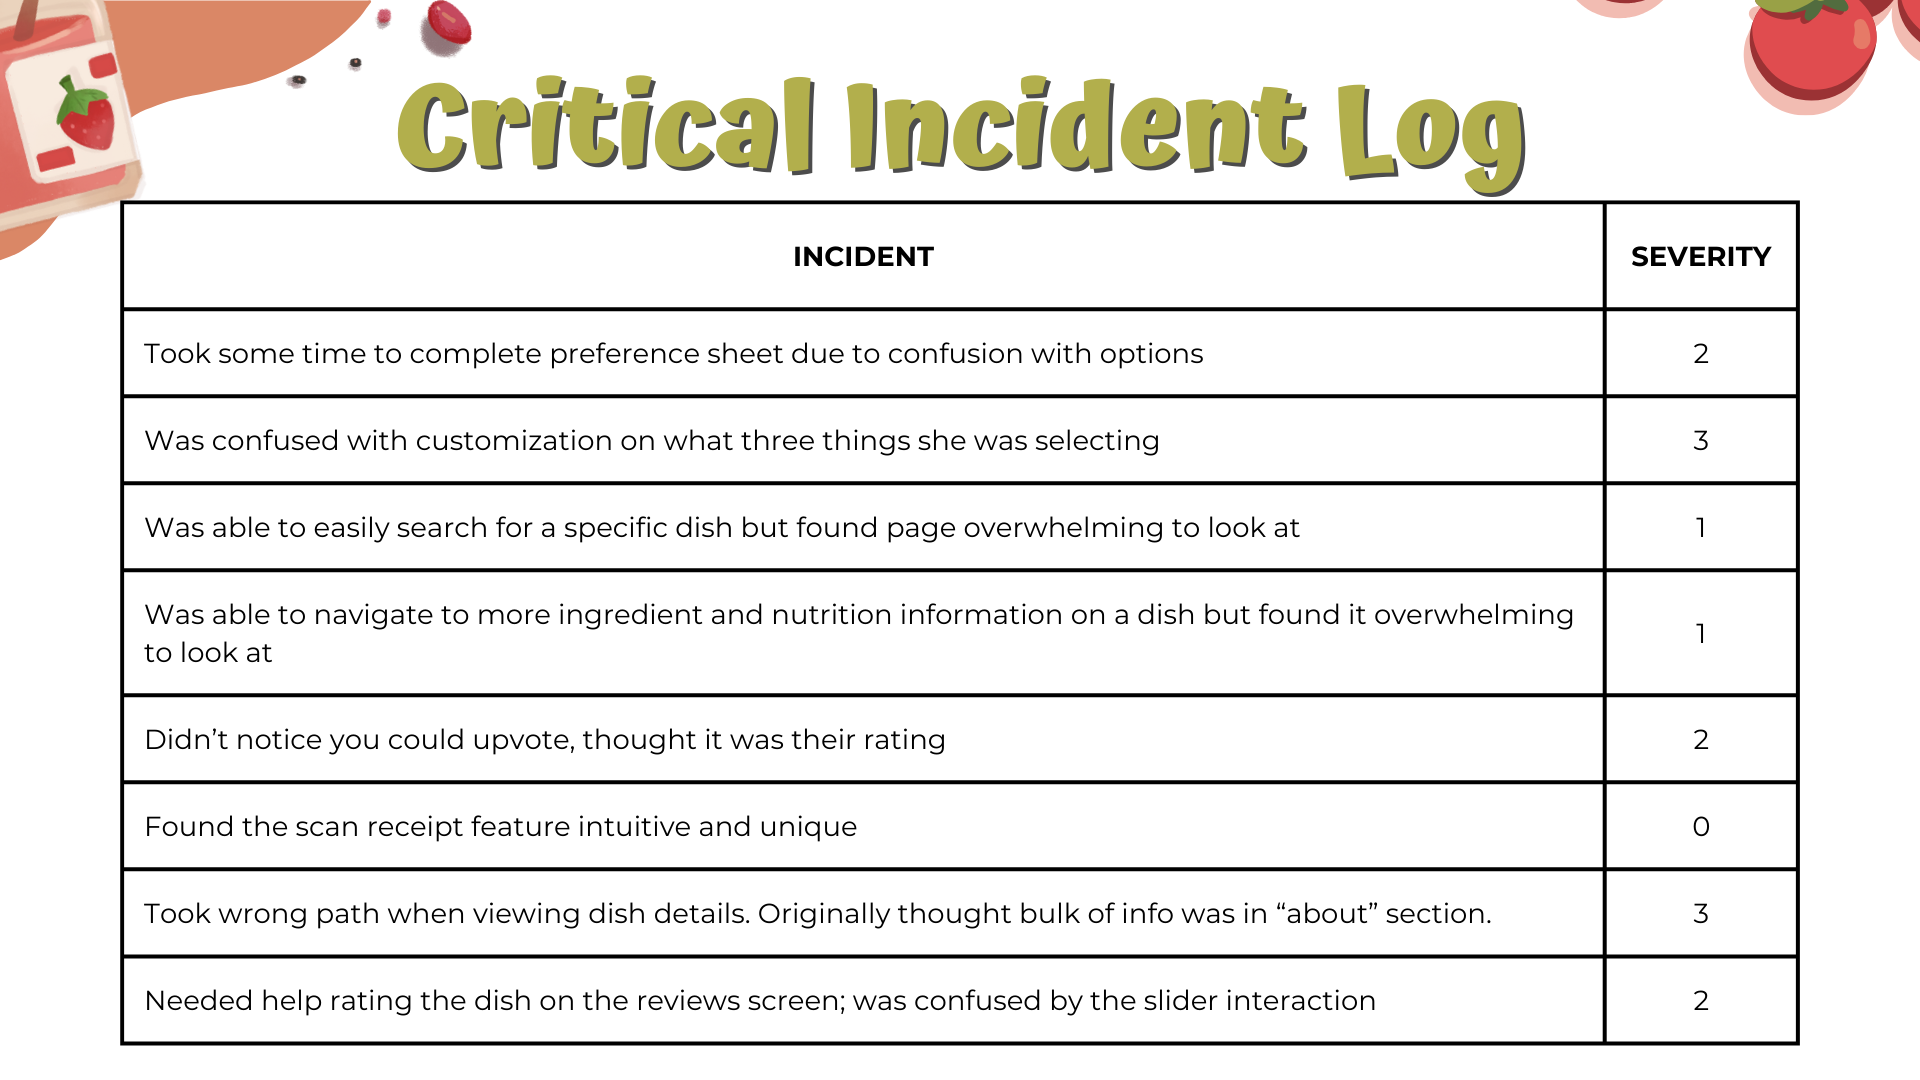 Critical Incident Log
INCIDENT SEVERITY
Took some time to complete preference sheet due to confusion with options 2
Was confused with customization on what three things she was selecting 3
Was able to easily search for a specific dish but found page overwhelming to look at 1
Was able to navigate to more ingredient and nutrition information on a dish but found it overwhelming
to look at 1
Didn’t notice you could upvote, thought it was their rating 2
Found the scan receipt feature intuitive and unique 0
Took wrong path when viewing dish details. Originally thought bulk of info was in “about” section. 3
Needed help rating the dish on the reviews screen; was confused by the slider interaction 2